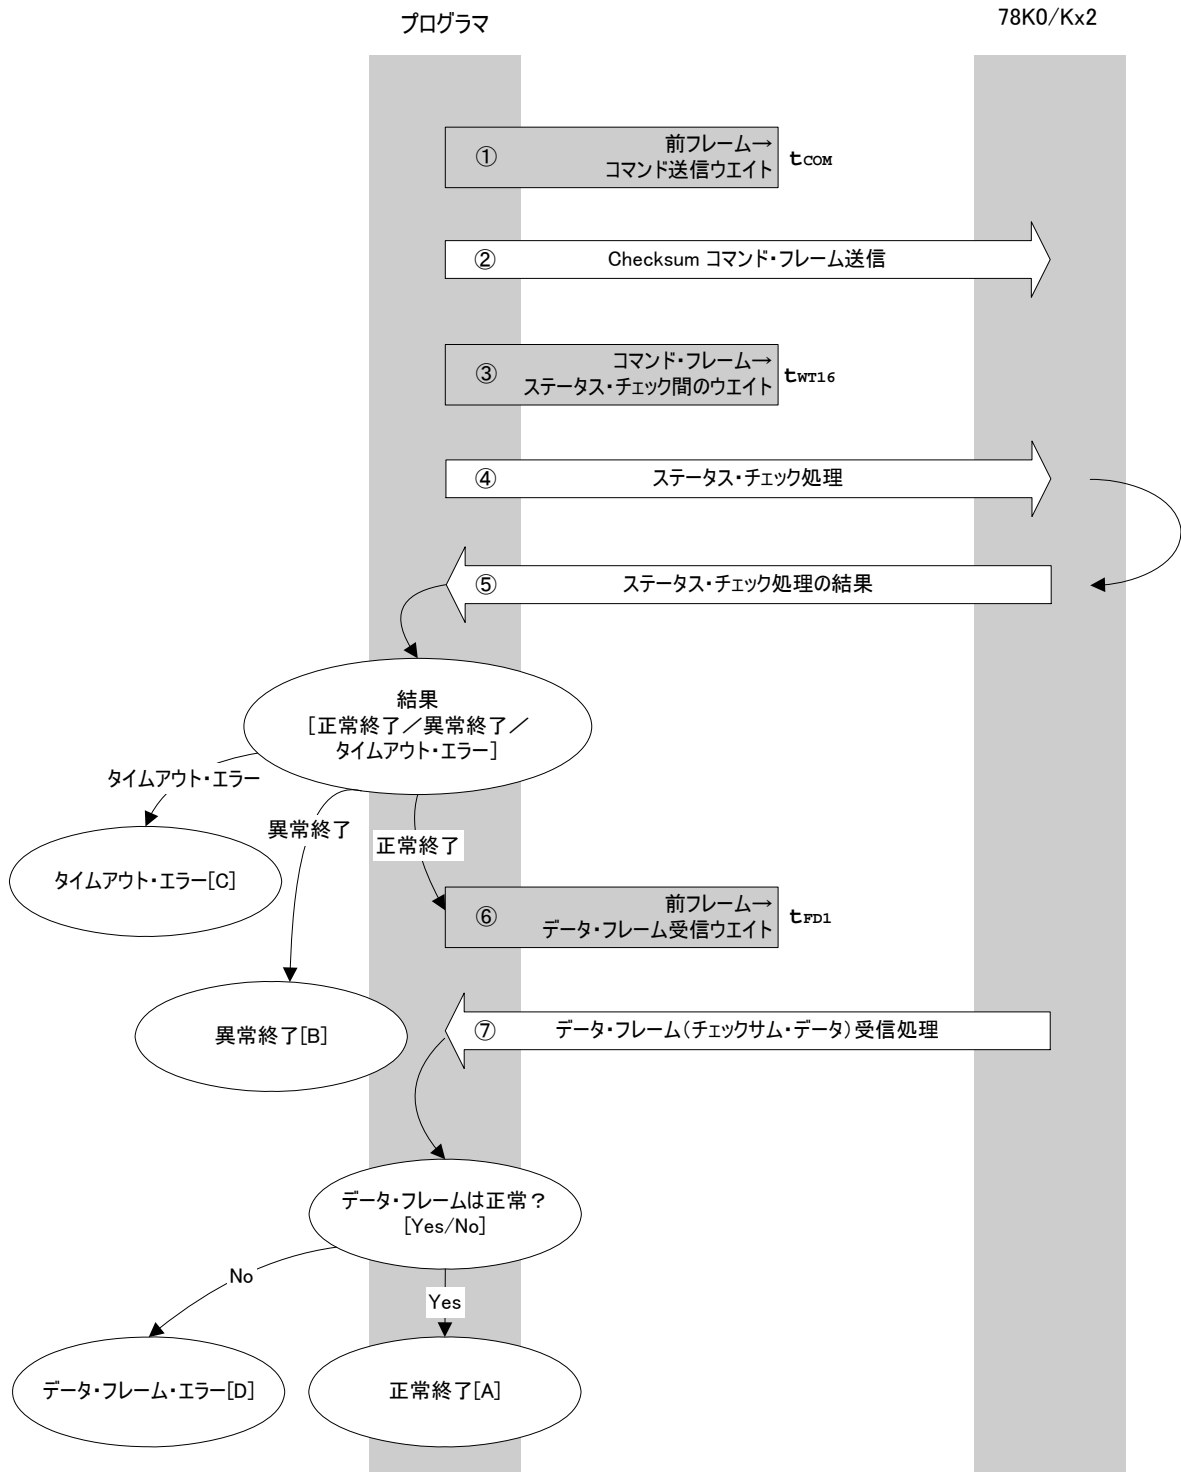 プログラマ
78K0/Kx2
① 前フレーム→
コマンド送信ウエイト
tCOM
② Checksum コマンド・フレーム送信
③ コマンド・フレーム→
ステータス・チェック間のウエイト
tWT16
④ ステータス・チェック処理
⑤ ステータス・チェック処理の結果
結果
[正常終了／異常終了／
タイムアウト・エラー]
タイムアウト・エラー
異常終了
正常終了
タイムアウト・エラー[C]
⑥ 前フレーム→
データ・フレーム受信ウエイト
tFD1
異常終了[B]
⑦ データ・フレーム（チェックサム・データ）受信処理
データ・フレームは正常？
[Yes/No]
No
Yes
データ・フレーム・エラー[D]
正常終了[A]